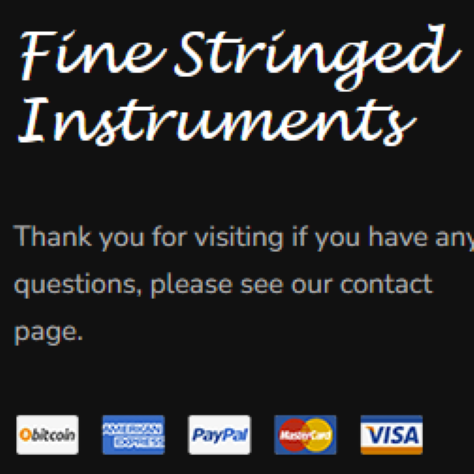 Fine Stringed
Instruments
Thank you for visiting if you have any
questions, please see our contact
page.
bitcoin AMERICAN EXPRESS PayPal MasterCard VISA